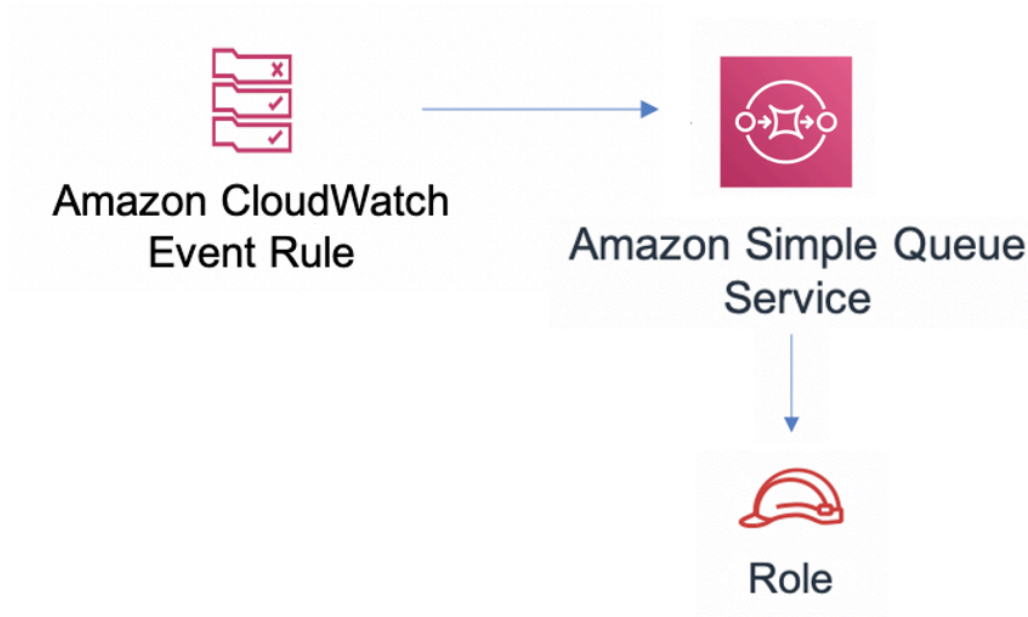 Amazon CloudWatch
Event Rule
Amazon Simple Queue
Service
Role